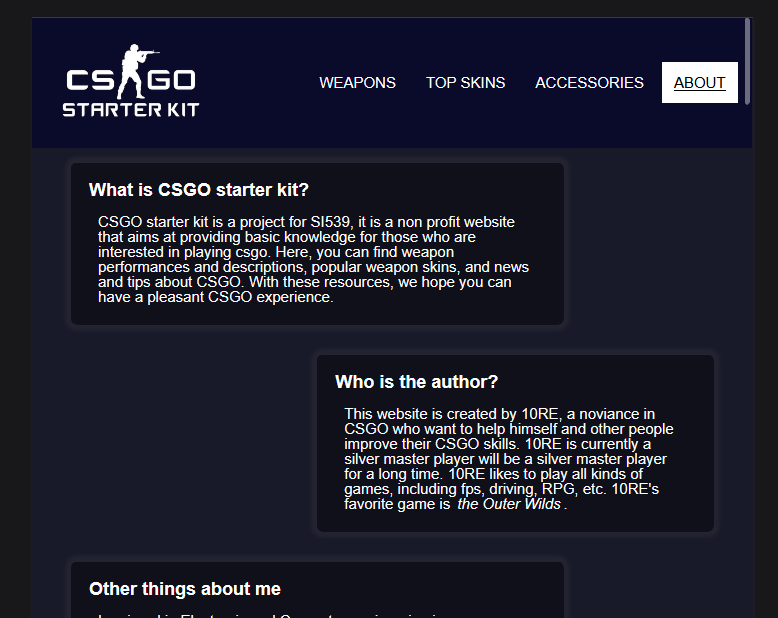 CS GO
STARTER KIT
WEAPONS
TOP SKINS
ACCESSORIES
ABOUT
What is CSGO starter kit?
CSGO starter kit is a project for SI539, it is a non profit website
that aims at providing basic knowledge for those who are
interested in playing csgo. Here, you can find weapon
performances and descriptions, popular weapon skins, and news
and tips about CSGO. With these resources, we hope you can
have a pleasant CSGO experience.
Who is the author?
This website is created by 10RE, a noviance in
CSGO who want to help himself and other people
improve their CSGO skills. 10RE is currently a
silver master player will be a silver master player
for a long time. 10RE likes to play all kinds of
games, including fps, driving, RPG, etc. 10RE's
favorite game is the Outer Wilds .
Other things about me